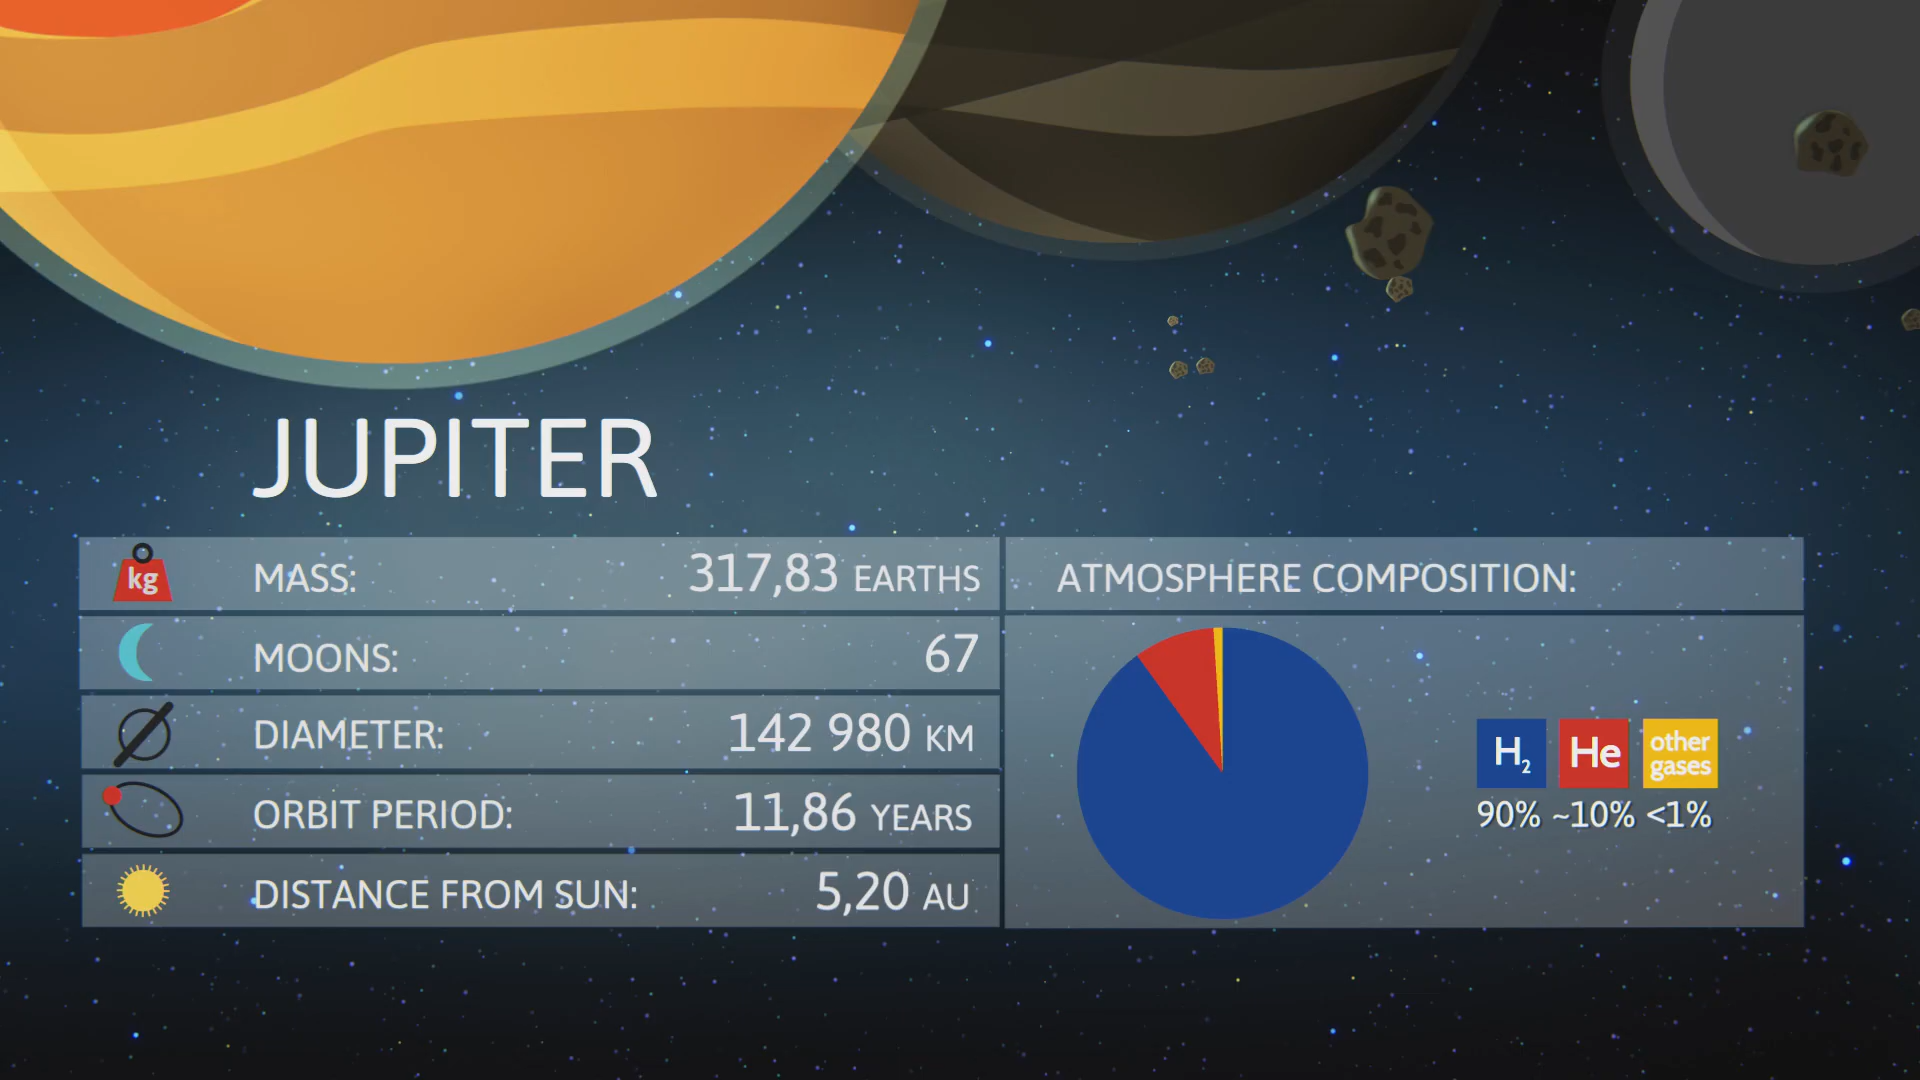 JUPITER
kg MASS: 317,83 EARTHS
MOONS: 67
DIAMETER: 142 980 KM
ORBIT PERIOD: 11,86 YEARS
DISTANCE FROM SUN: 5,20 AU
ATMOSPHERE COMPOSITION:
H₂ He other gases
90% ~10% <1%